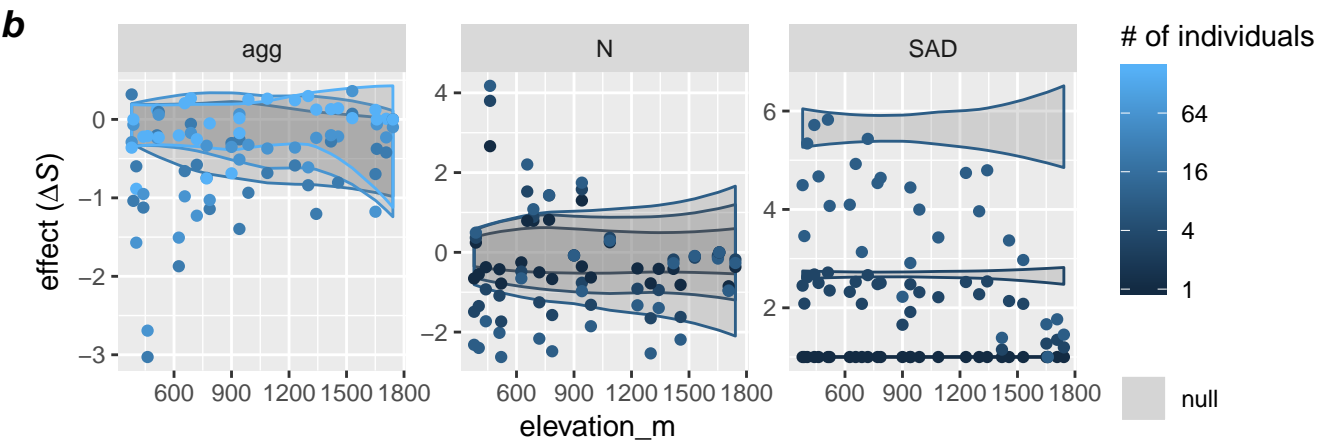 b
agg
N
SAD
# of individuals
64
16
4
1
null
effect (ΔS)
0
−1
−2
−3
600 900 1200 1500 1800
4
2
0
−2
600 900 1200 1500 1800
6
4
2
600 900 1200 1500 1800
elevation_m